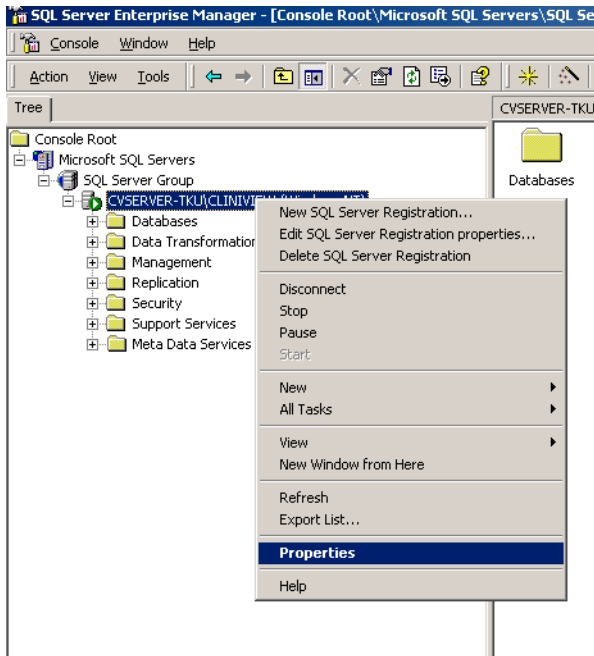 SQL Server Enterprise Manager - [Console Root\Microsoft SQL Servers\SQL Se
Console Window Help
Action View Tools
Tree
CVSERVER-TKU
Console Root
Microsoft SQL Servers
SQL Server Group
CVSERVER-TKU\CLINIVIEW (Windows NT)
Databases
Data Transformation
Management
Replication
Security
Support Services
Meta Data Services
Databases
New SQL Server Registration...
Edit SQL Server Registration properties...
Delete SQL Server Registration
Disconnect
Stop
Pause
Start
New
All Tasks
View
New Window from Here
Refresh
Export List...
Properties
Help